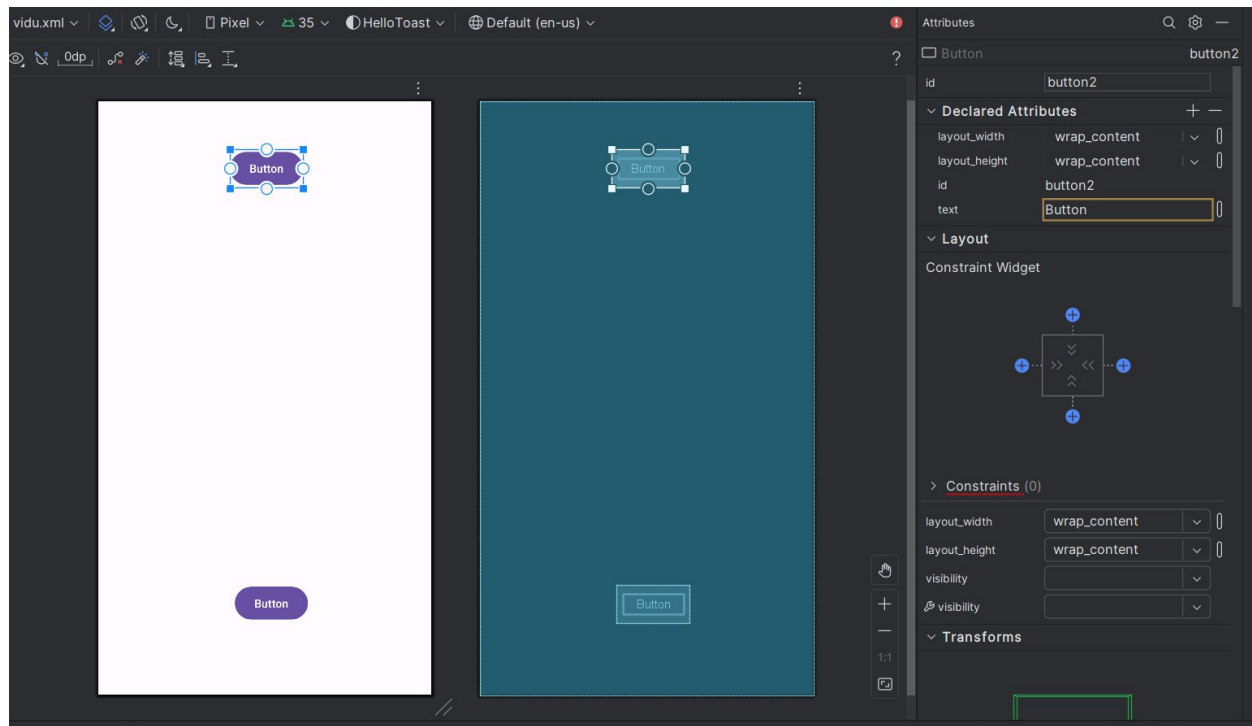 vidu.xml Pixel 35 HelloToast Default (en-us)
0dp ?
Button
Button
Button
Button
1:1
Attributes
Button button2
id button2
Declared Attributes
layout_width wrap_content
layout_height wrap_content
id button2
text Button
Layout
Constraint Widget
Constraints (0)
layout_width wrap_content
layout_height wrap_content
visibility
visibility
Transforms